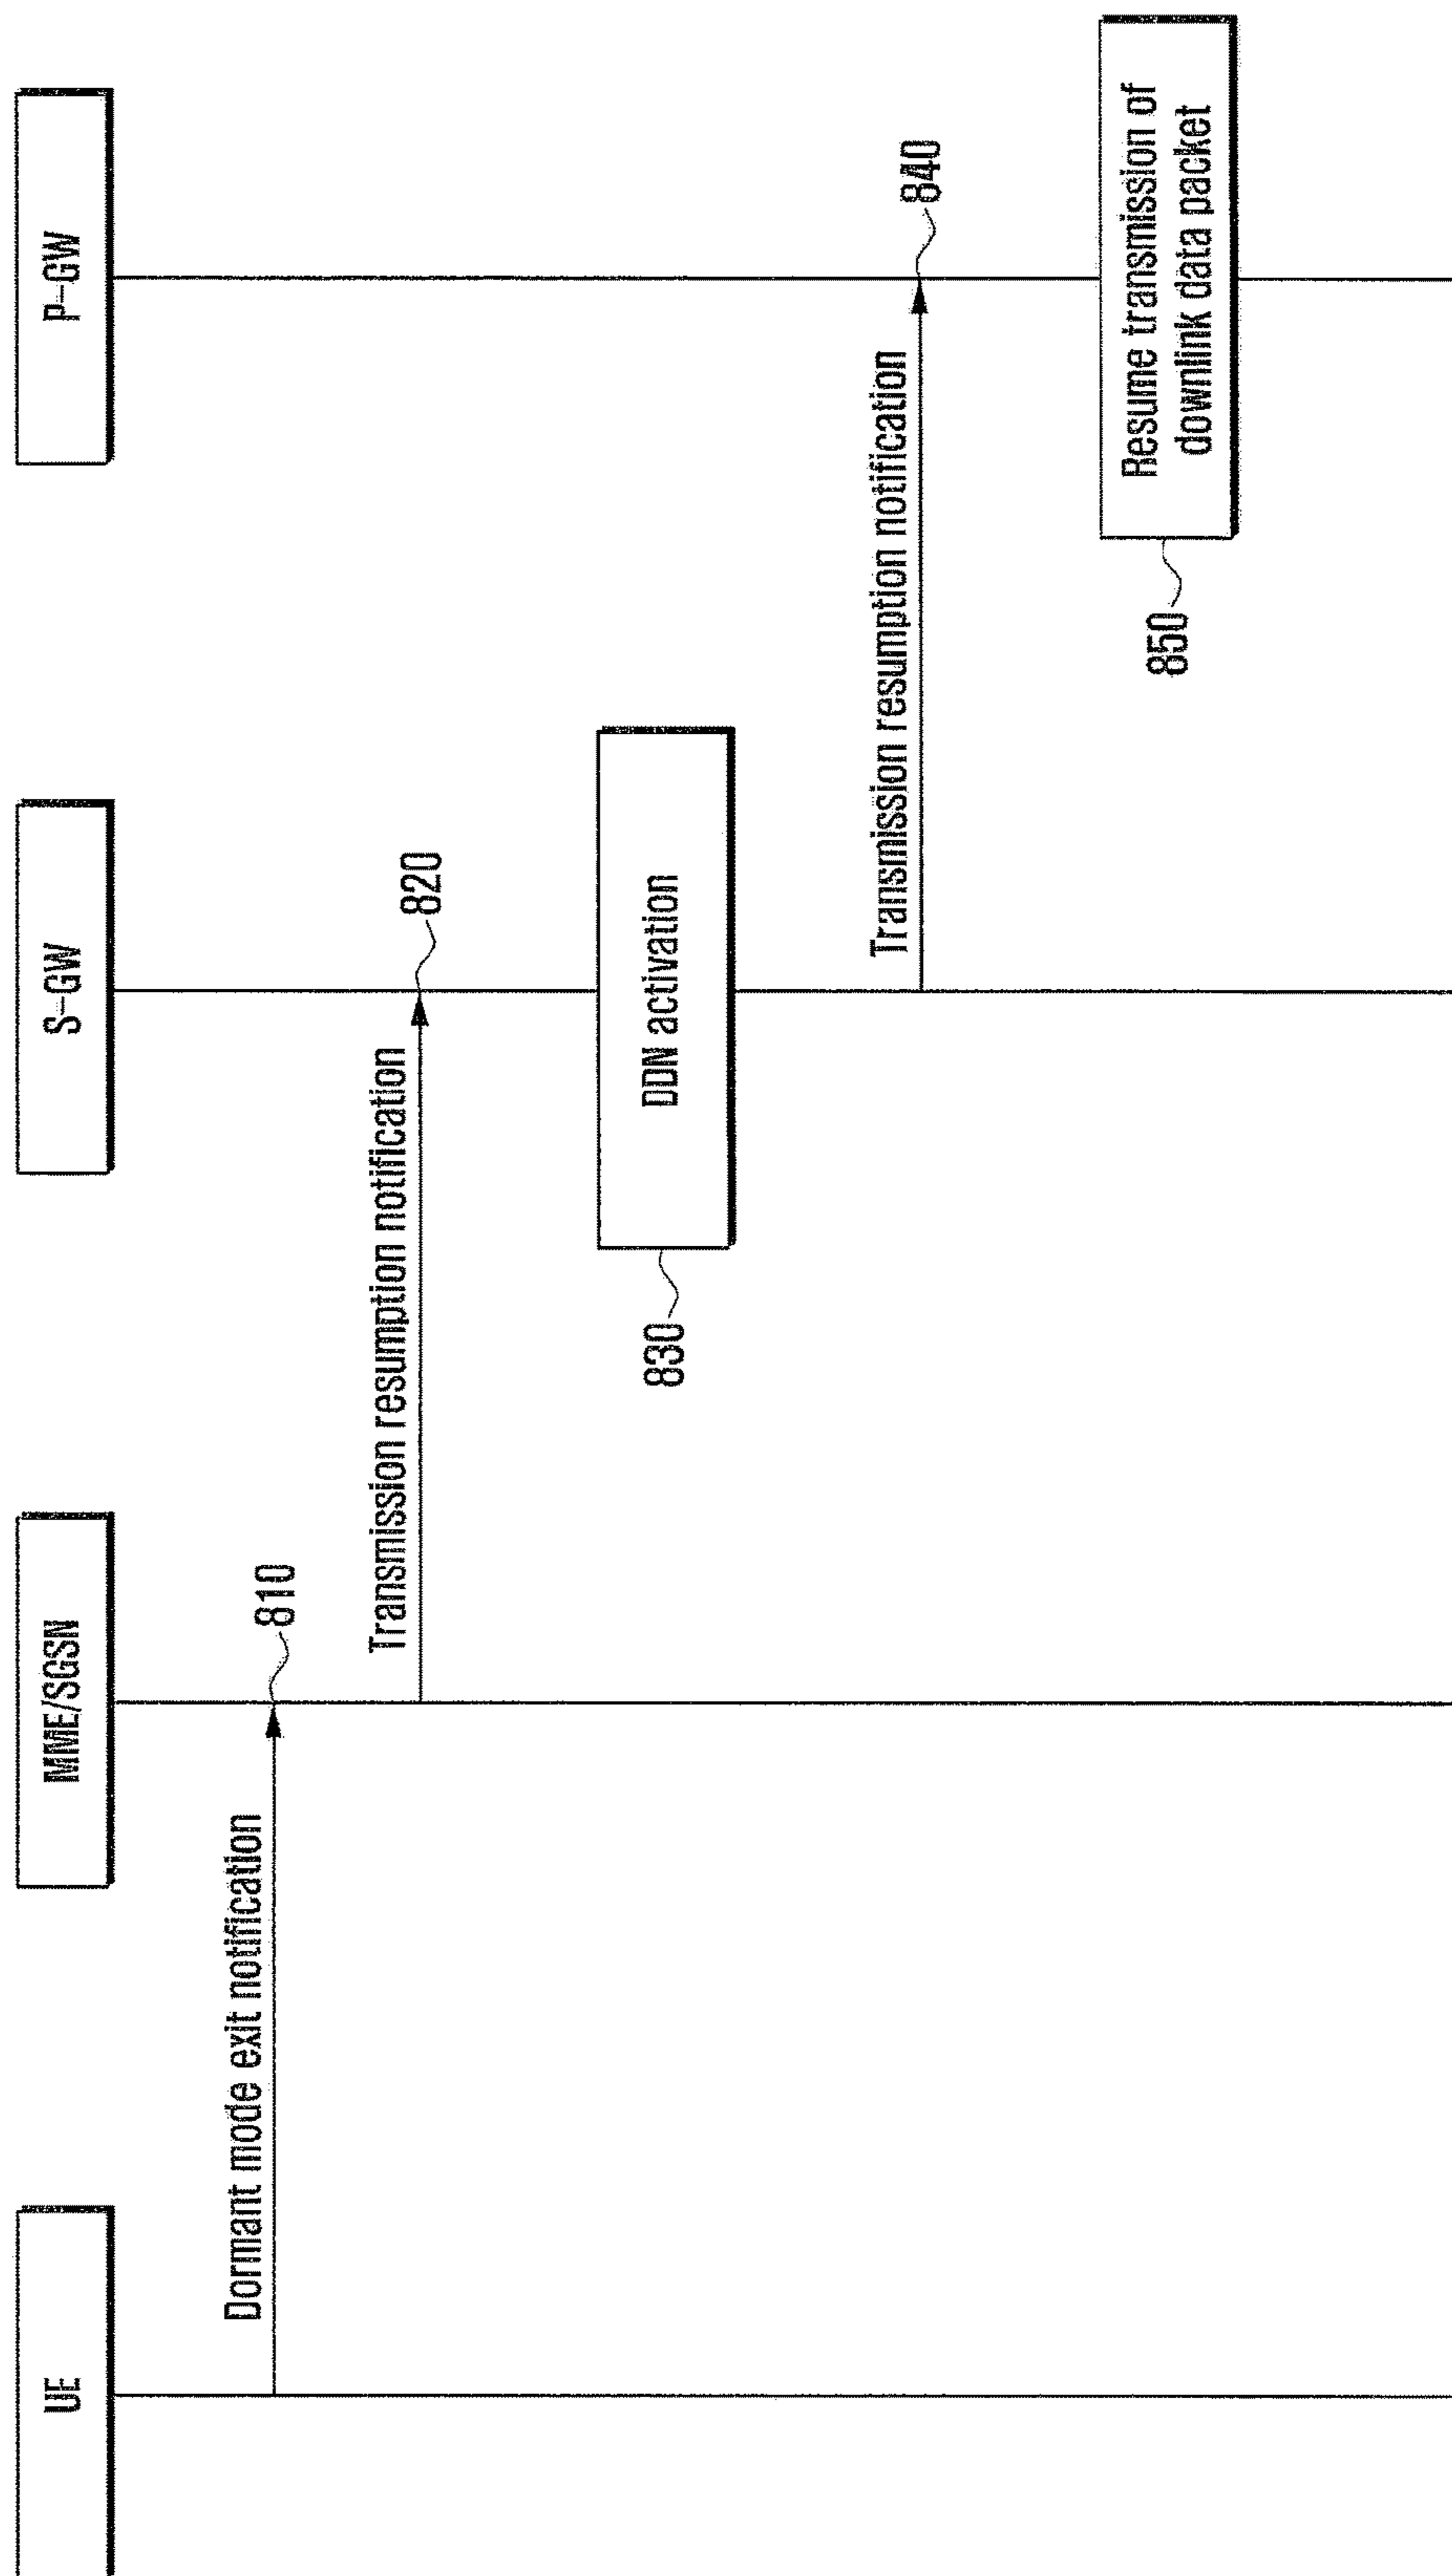 UE
MME/SGSN
S-GW
P-GW
Dormant mode exit notification
810
Transmission resumption notification
820
830
DDN activation
Transmission resumption notification
840
850
Resume transmission of
downlink data packet